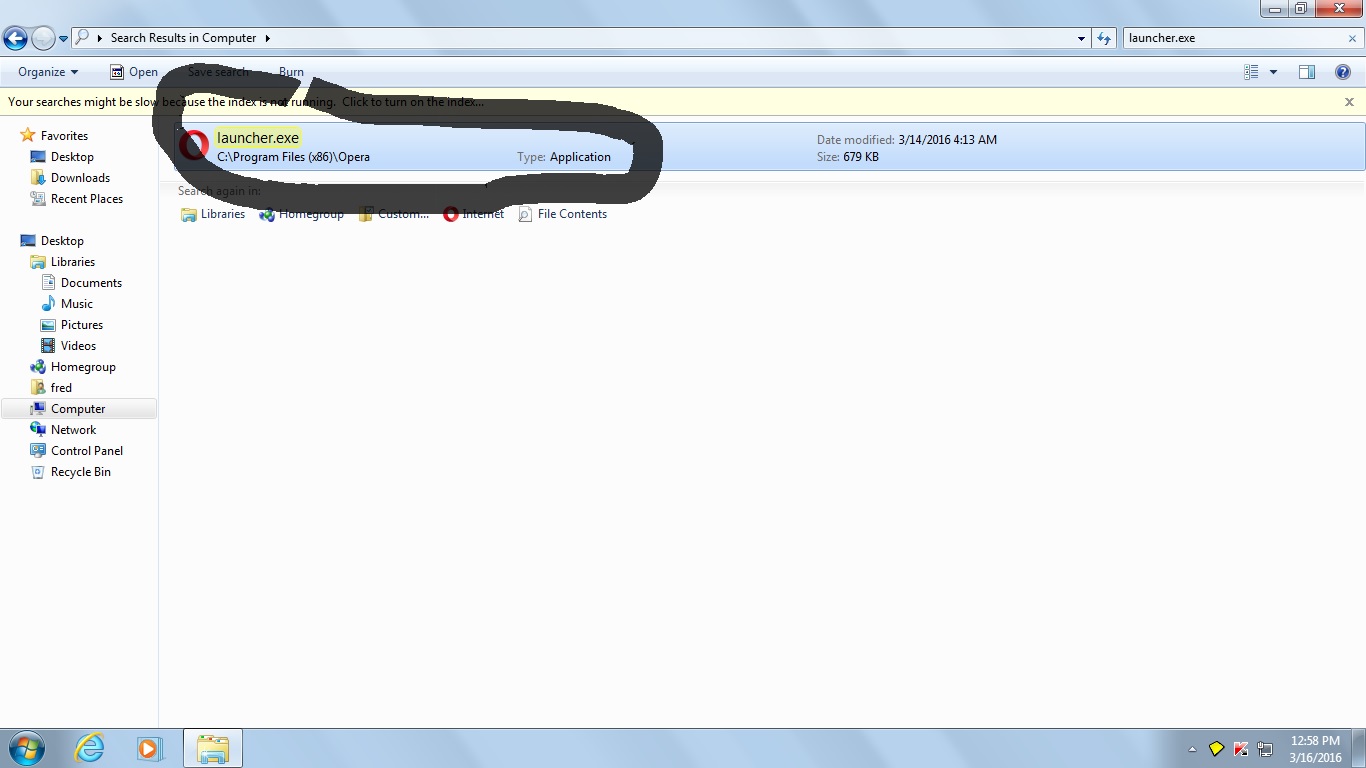 Search Results in Computer
launcher.exe
Organize
Open
Save search
Burn
Your searches might be slow because the index is not running. Click to turn on the index...
Favorites
Desktop
Downloads
Recent Places
Desktop
Libraries
Documents
Music
Pictures
Videos
Homegroup
fred
Computer
Network
Control Panel
Recycle Bin
launcher.exe
C:\Program Files (x86)\Opera
Type: Application
Date modified: 3/14/2016 4:13 AM
Size: 679 KB
Search again in:
Libraries
Homegroup
Custom...
Internet
File Contents
12:58 PM
3/16/2016